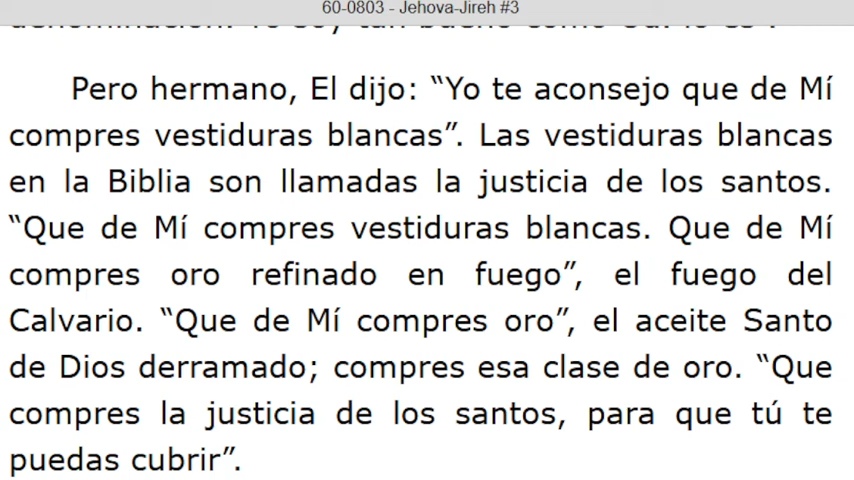 60-0803 - Jehova-Jireh #3
Pero hermano, El dijo: “Yo te aconsejo que de Mí
compres vestiduras blancas”. Las vestiduras blancas
en la Biblia son llamadas la justicia de los santos.
“Que de Mí compres vestiduras blancas. Que de Mí
compres oro refinado en fuego”, el fuego del
Calvario. “Que de Mí compres oro”, el aceite Santo
de Dios derramado; compres esa clase de oro. “Que
compres la justicia de los santos, para que tú te
puedas cubrir”.